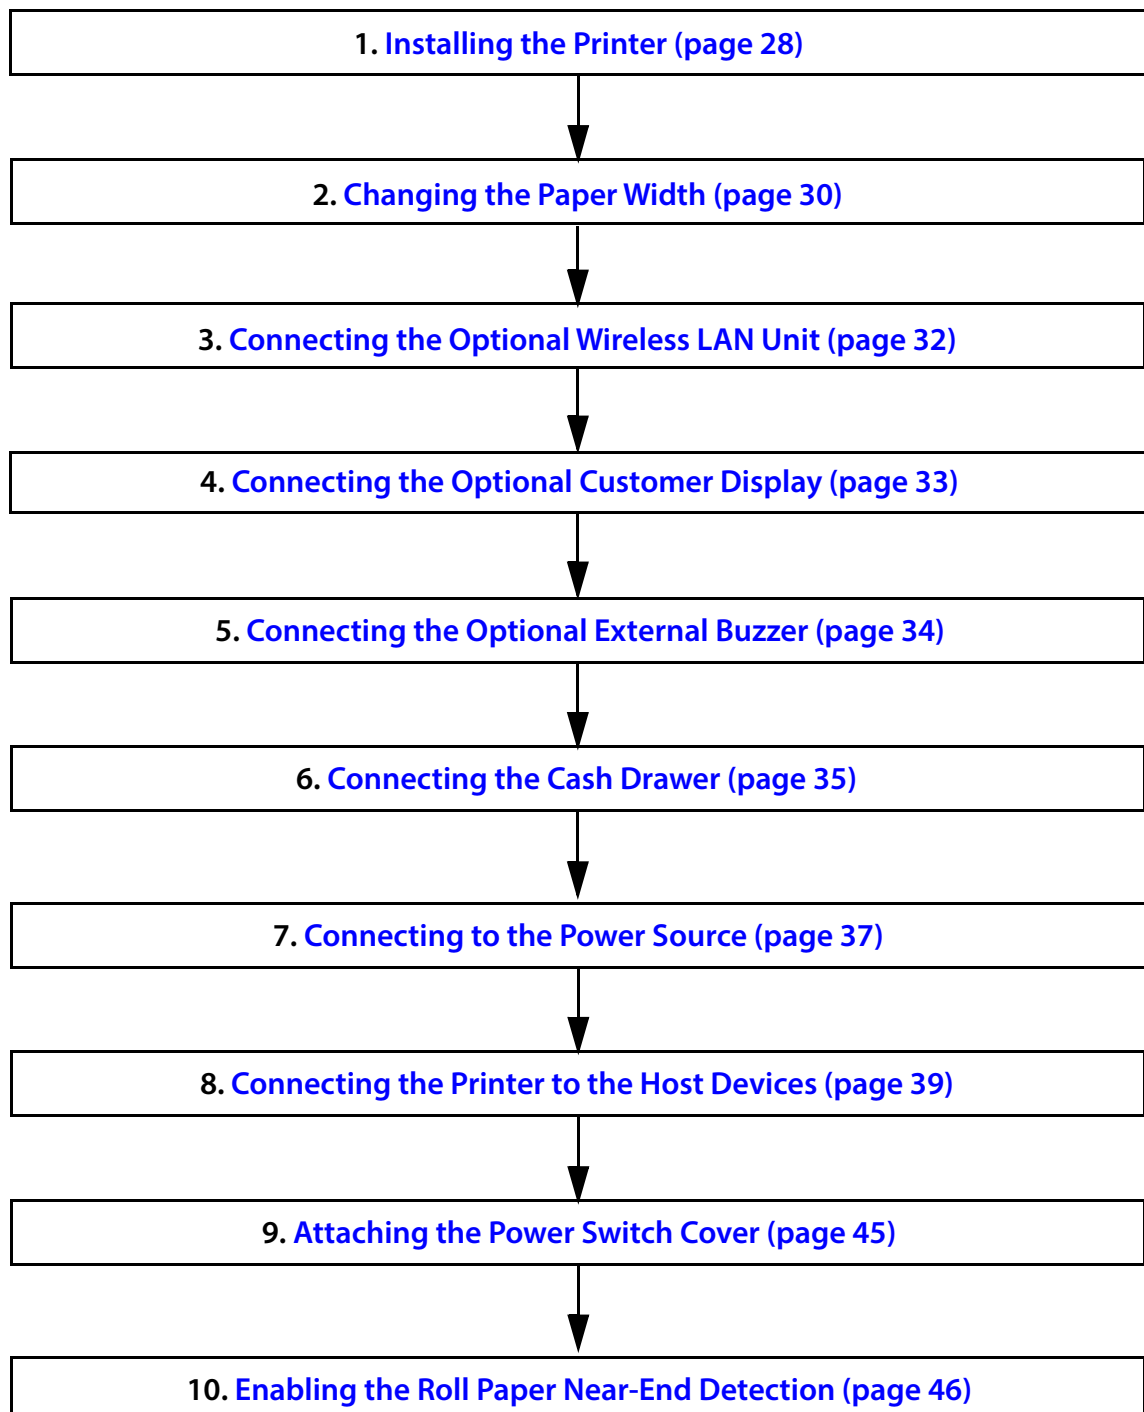 1. Installing the Printer (page 28)
2. Changing the Paper Width (page 30)
3. Connecting the Optional Wireless LAN Unit (page 32)
4. Connecting the Optional Customer Display (page 33)
5. Connecting the Optional External Buzzer (page 34)
6. Connecting the Cash Drawer (page 35)
7. Connecting to the Power Source (page 37)
8. Connecting the Printer to the Host Devices (page 39)
9. Attaching the Power Switch Cover (page 45)
10. Enabling the Roll Paper Near-End Detection (page 46)